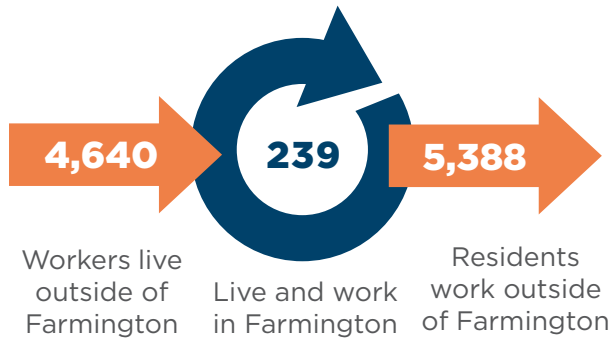 4,640
239
5,388
Workers live
outside of
Farmington
Live and work
in Farmington
Residents
work outside
of Farmington